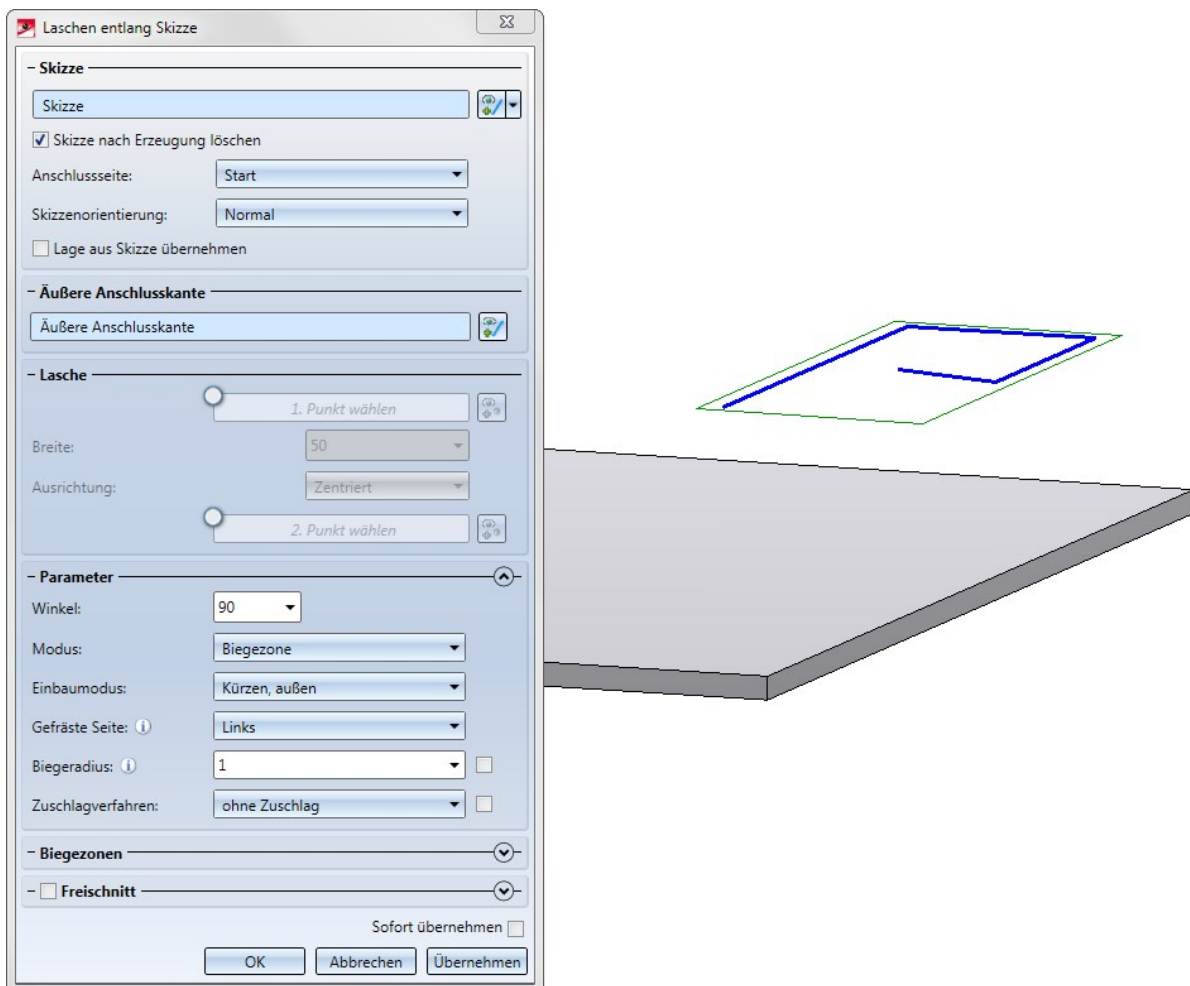 Laschen entlang Skizze
Skizze
Skizze
Skizze nach Erzeugung löschen
Anschlussseite: Start
Skizzenorientierung: Normal
Lage aus Skizze übernehmen
Äußere Anschlusskante
Äußere Anschlusskante
Lasche
1. Punkt wählen
Breite: 50
Ausrichtung: Zentriert
2. Punkt wählen
Parameter
Winkel: 90
Modus: Biegezone
Einbaumodus: Kürzen, außen
Gefräste Seite: Links
Biegeradius: 1
Zuschlagverfahren: ohne Zuschlag
Biegezonen
Freischnitt
Sofort übernehmen
OK Abbrechen Übernehmen